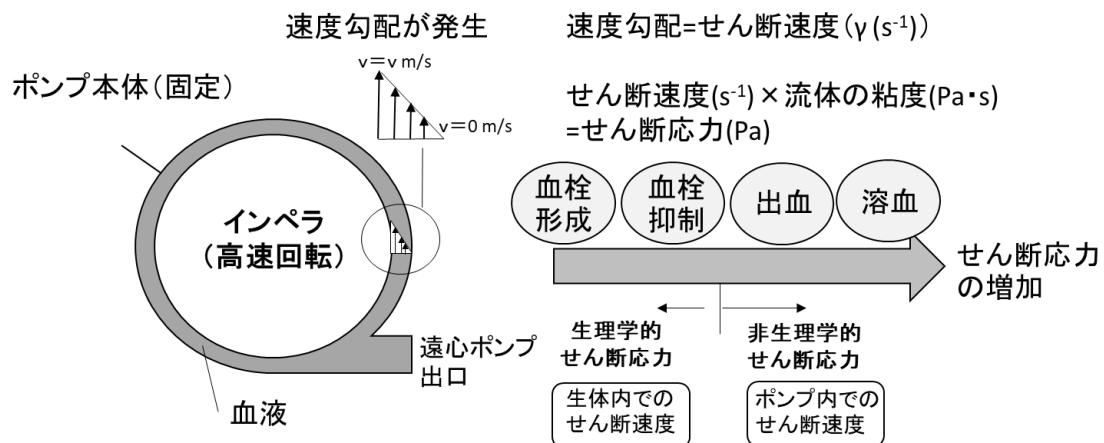 速度勾配が発生
v=v m/s
v=0 m/s
ポンプ本体(固定)
インペラ
(高速回転)
遠心ポンプ
出口
血液
速度勾配=せん断速度(γ(s⁻¹))
せん断速度(s⁻¹)×流体の粘度(Pa・s)
=せん断応力(Pa)
血栓
形成
血栓
抑制
出血
溶血
せん断応力
の増加
生理学的
せん断応力
非生理学的
せん断応力
生体内での
せん断速度
ポンプ内での
せん断速度